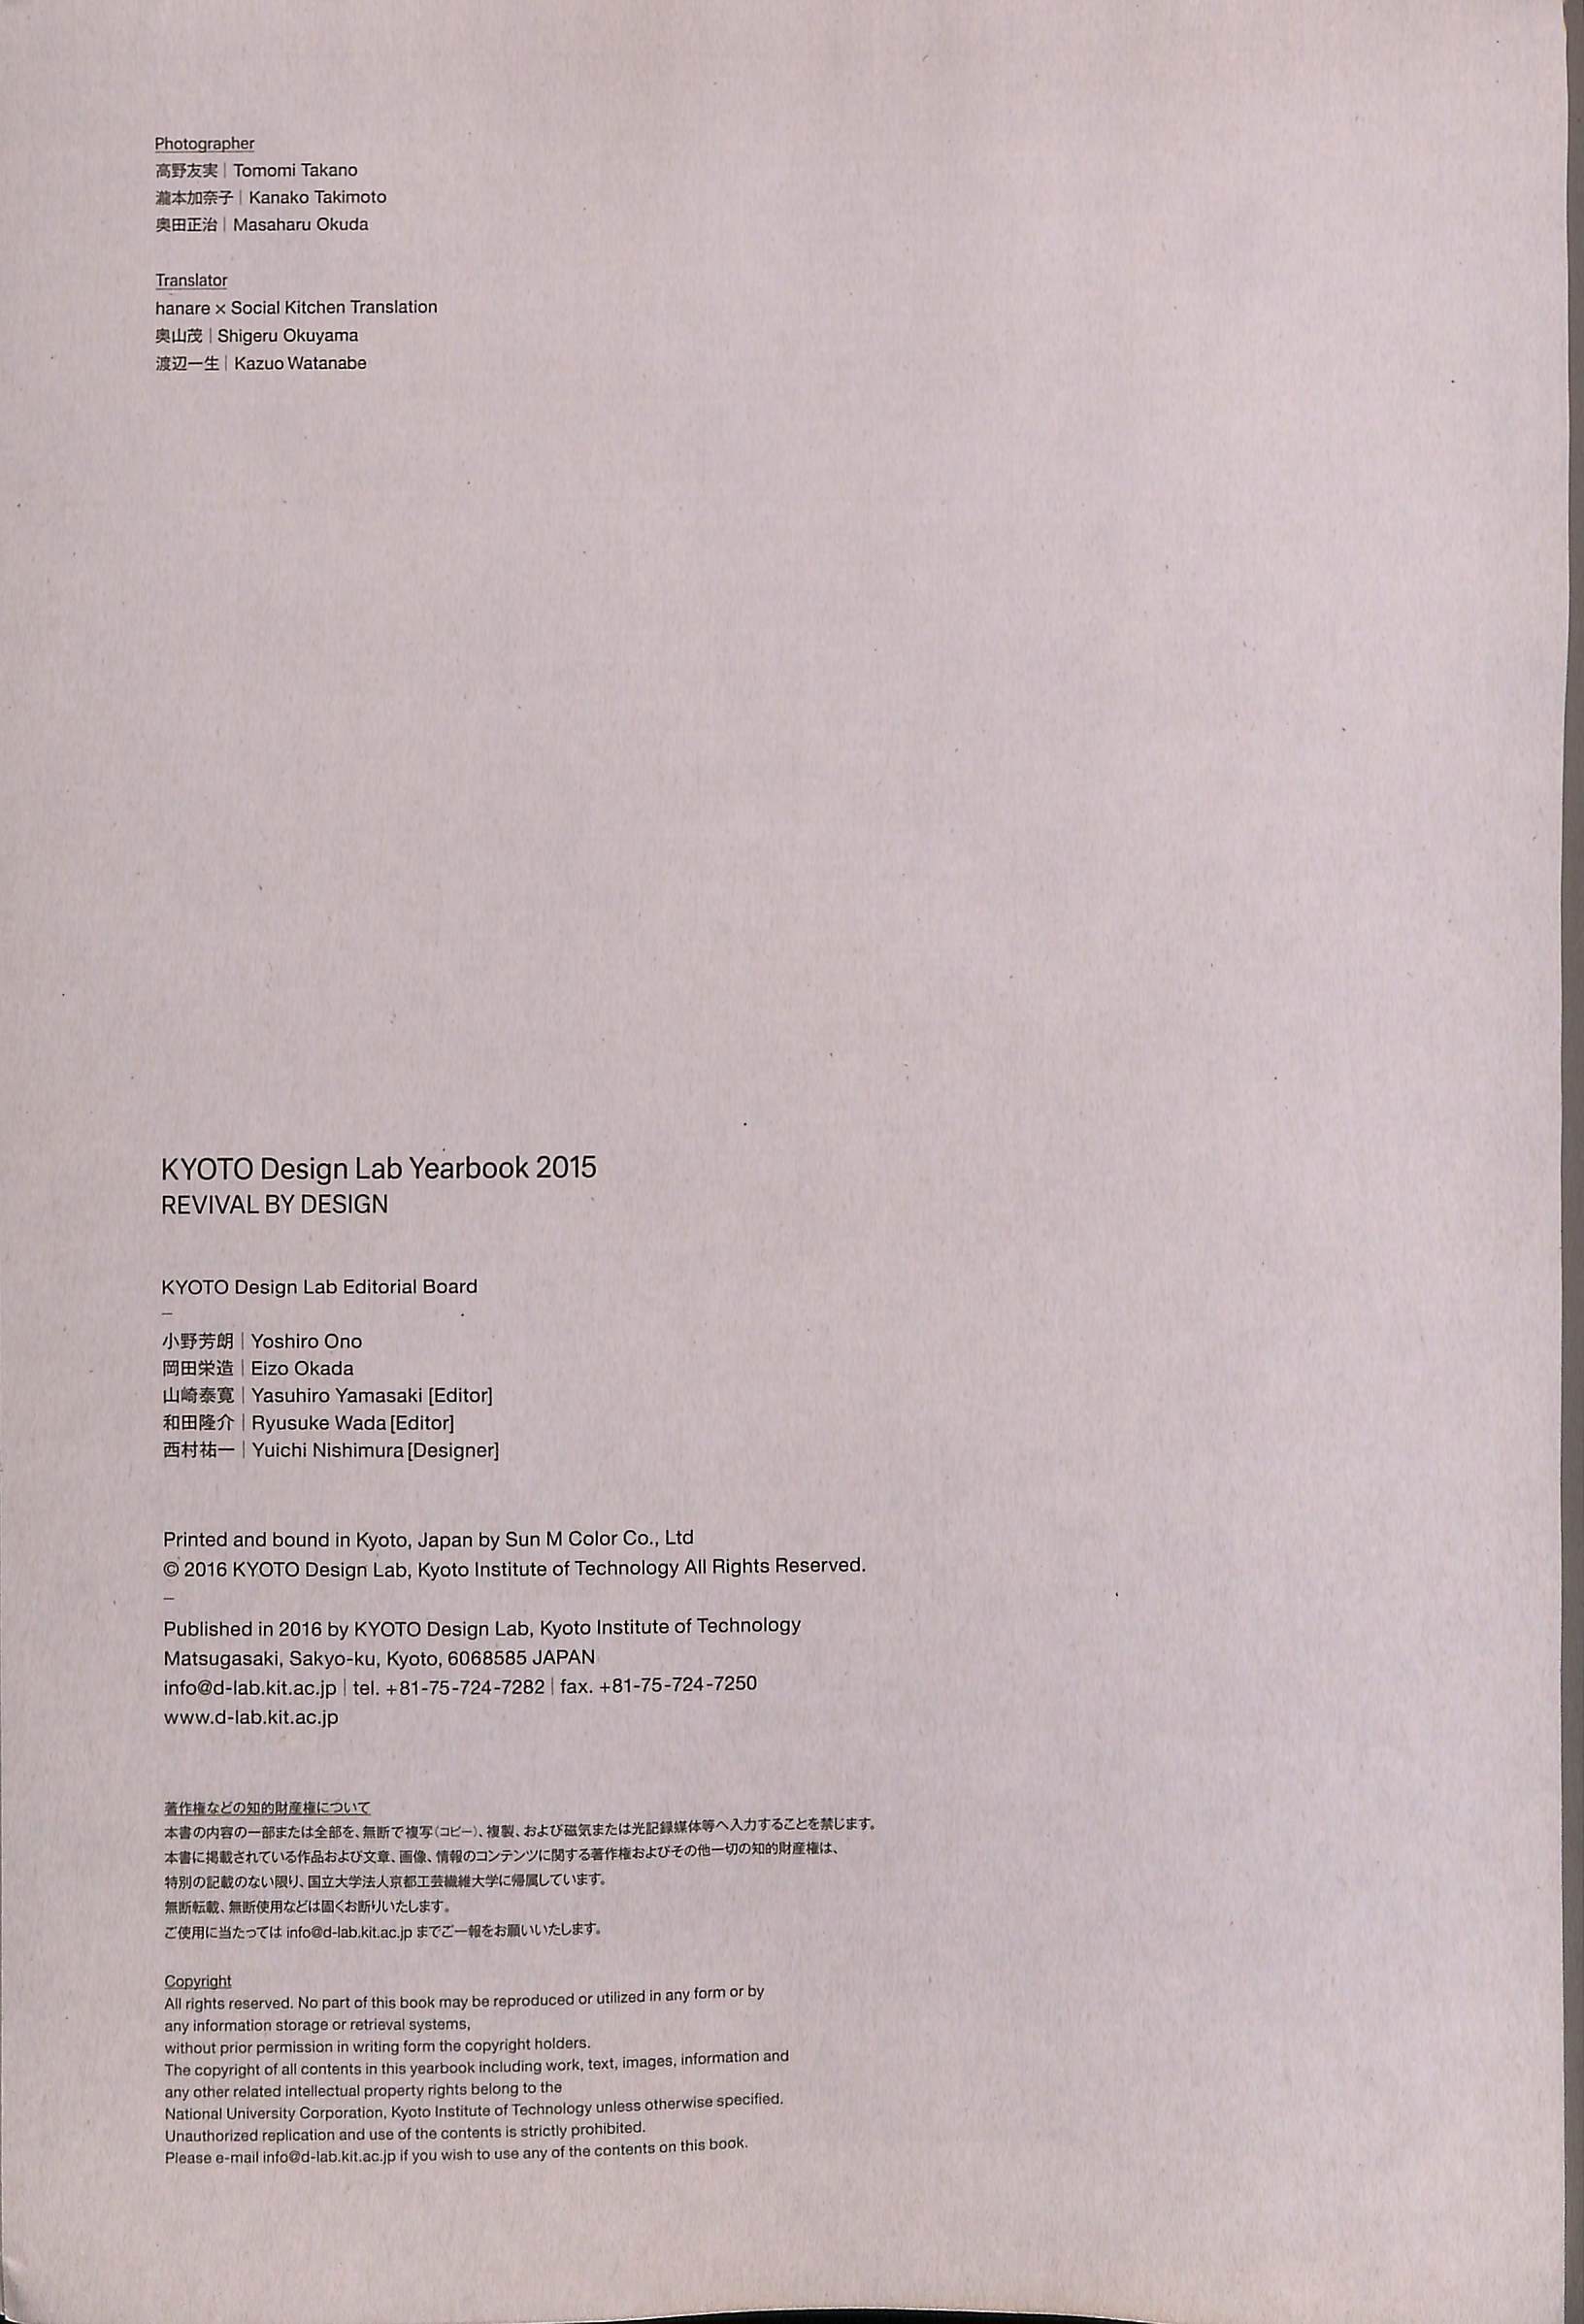 Photographer
高野友実 | Tomomi Takano
瀧本加奈子 | Kanako Takimoto
奥田正治 | Masaharu Okuda
Translator
hanare × Social Kitchen Translation
奥山茂 | Shigeru Okuyama
渡辺一生 | Kazuo Watanabe
KYOTO Design Lab Yearbook 2015
REVIVAL BY DESIGN
KYOTO Design Lab Editorial Board
–
小野芳朗 | Yoshiro Ono
岡田栄造 | Eizo Okada
山崎泰寛 | Yasuhiro Yamasaki [Editor]
和田隆介 | Ryusuke Wada [Editor]
西村祐一 | Yuichi Nishimura [Designer]
Printed and bound in Kyoto, Japan by Sun M Color Co., Ltd
© 2016 KYOTO Design Lab, Kyoto Institute of Technology All Rights Reserved.
–
Published in 2016 by KYOTO Design Lab, Kyoto Institute of Technology
Matsugasaki, Sakyo-ku, Kyoto, 6068585 JAPAN
info@d-lab.kit.ac.jp | tel. +81-75-724-7282 | fax. +81-75-724-7250
www.d-lab.kit.ac.jp
著作権などの知的財産権について
本書の内容の一部または全部を、無断で複写(コピー)、複製、および磁気または光記録媒体等へ入力することを禁じます。
本書に掲載されている作品および文章、画像、情報のコンテンツに関する著作権およびその他一切の知的財産権は、
特別の記載のない限り、国立大学法人京都工芸繊維大学に帰属しています。
無断転載、無断使用などは固くお断りいたします。
ご使用に当たっては info@d-lab.kit.ac.jp までご一報をお願いいたします。
Copyright
All rights reserved. No part of this book may be reproduced or utilized in any form or by
any information storage or retrieval systems,
without prior permission in writing form the copyright holders.
The copyright of all contents in this yearbook including work, text, images, information and
any other related intellectual property rights belong to the
National University Corporation, Kyoto Institute of Technology unless otherwise specified.
Unauthorized replication and use of the contents is strictly prohibited.
Please e-mail info@d-lab.kit.ac.jp if you wish to use any of the contents on this book.